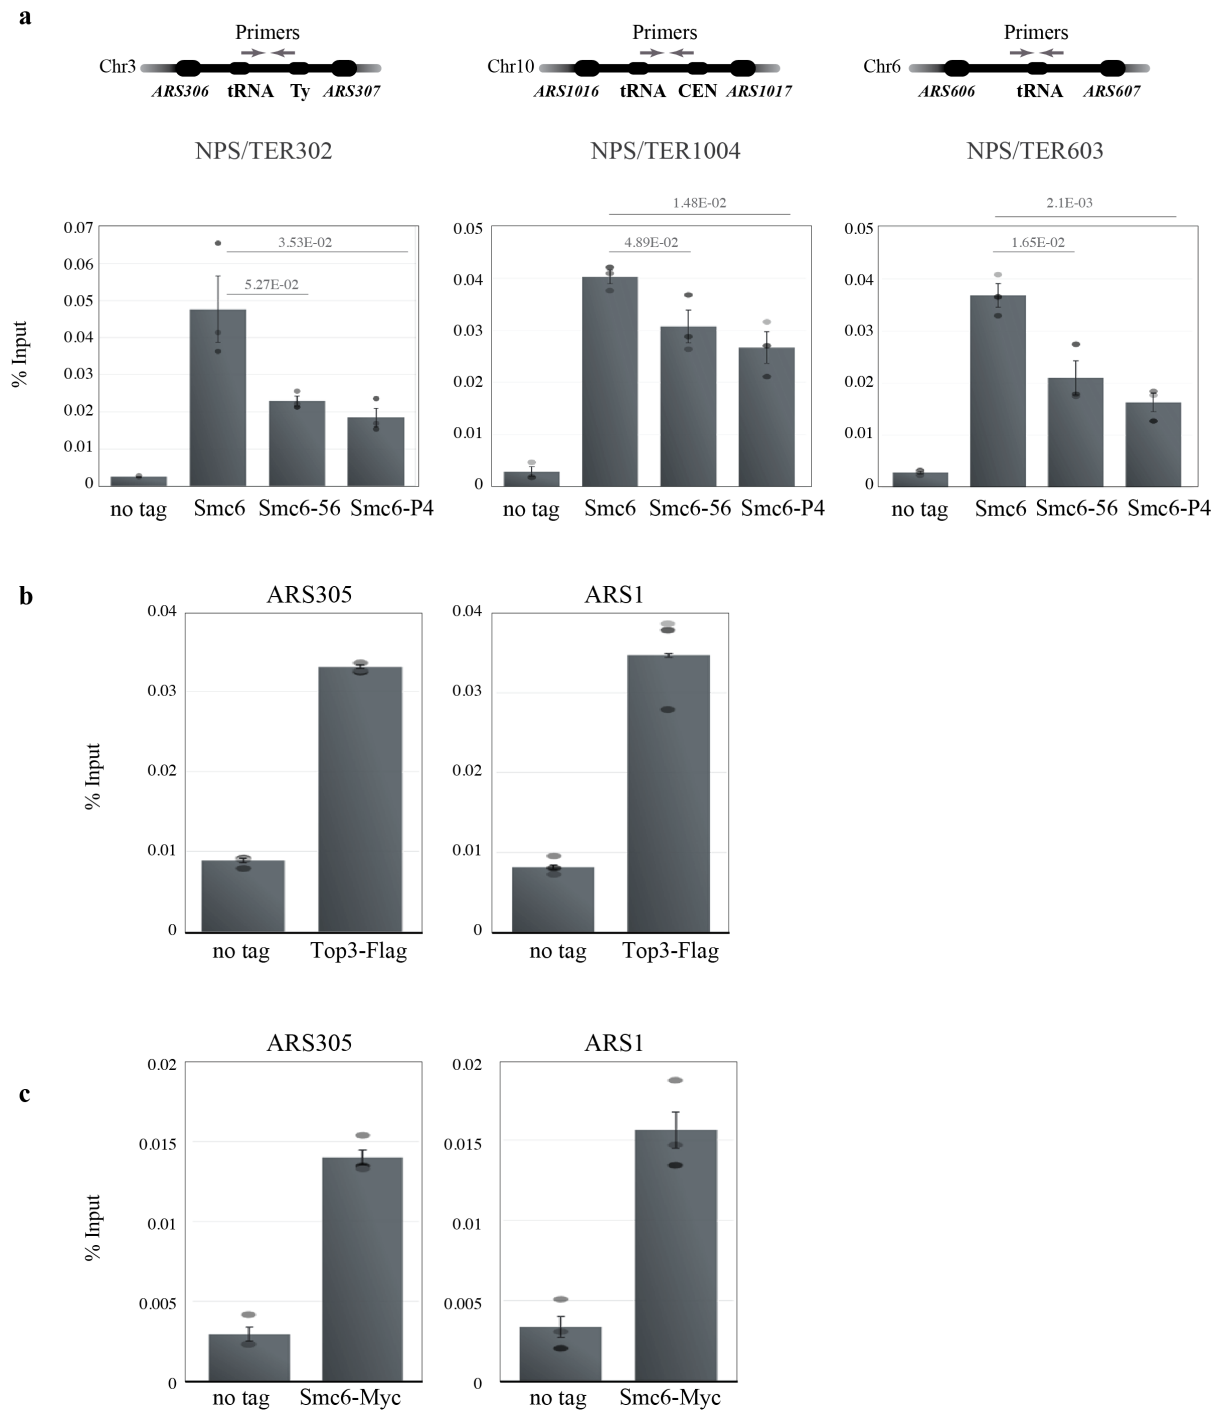 a
Primers Primers Primers
Chr3 Chr10 Chr6
ARS306 tRNA Ty ARS307 ARS1016 tRNA CEN ARS1017 ARS606 tRNA ARS607
NPS/TER302 NPS/TER1004 NPS/TER603
% Input
0.07
0.06
0.05
0.04
0.03
0.02
0.01
0
3.53E-02
5.27E-02
no tag Smc6 Smc6-56 Smc6-P4
0.05
0.04
0.03
0.02
0.01
0
1.48E-02
4.89E-02
no tag Smc6 Smc6-56 Smc6-P4
0.05
0.04
0.03
0.02
0.01
0
2.1E-03
1.65E-02
no tag Smc6 Smc6-56 Smc6-P4
b
ARS305 ARS1
% Input
0.04
0.03
0.02
0.01
0
no tag Top3-Flag
0.04
0.03
0.02
0.01
0
no tag Top3-Flag
c
ARS305 ARS1
% Input
0.02
0.015
0.01
0.005
0
no tag Smc6-Myc
0.02
0.015
0.01
0.005
0
no tag Smc6-Myc